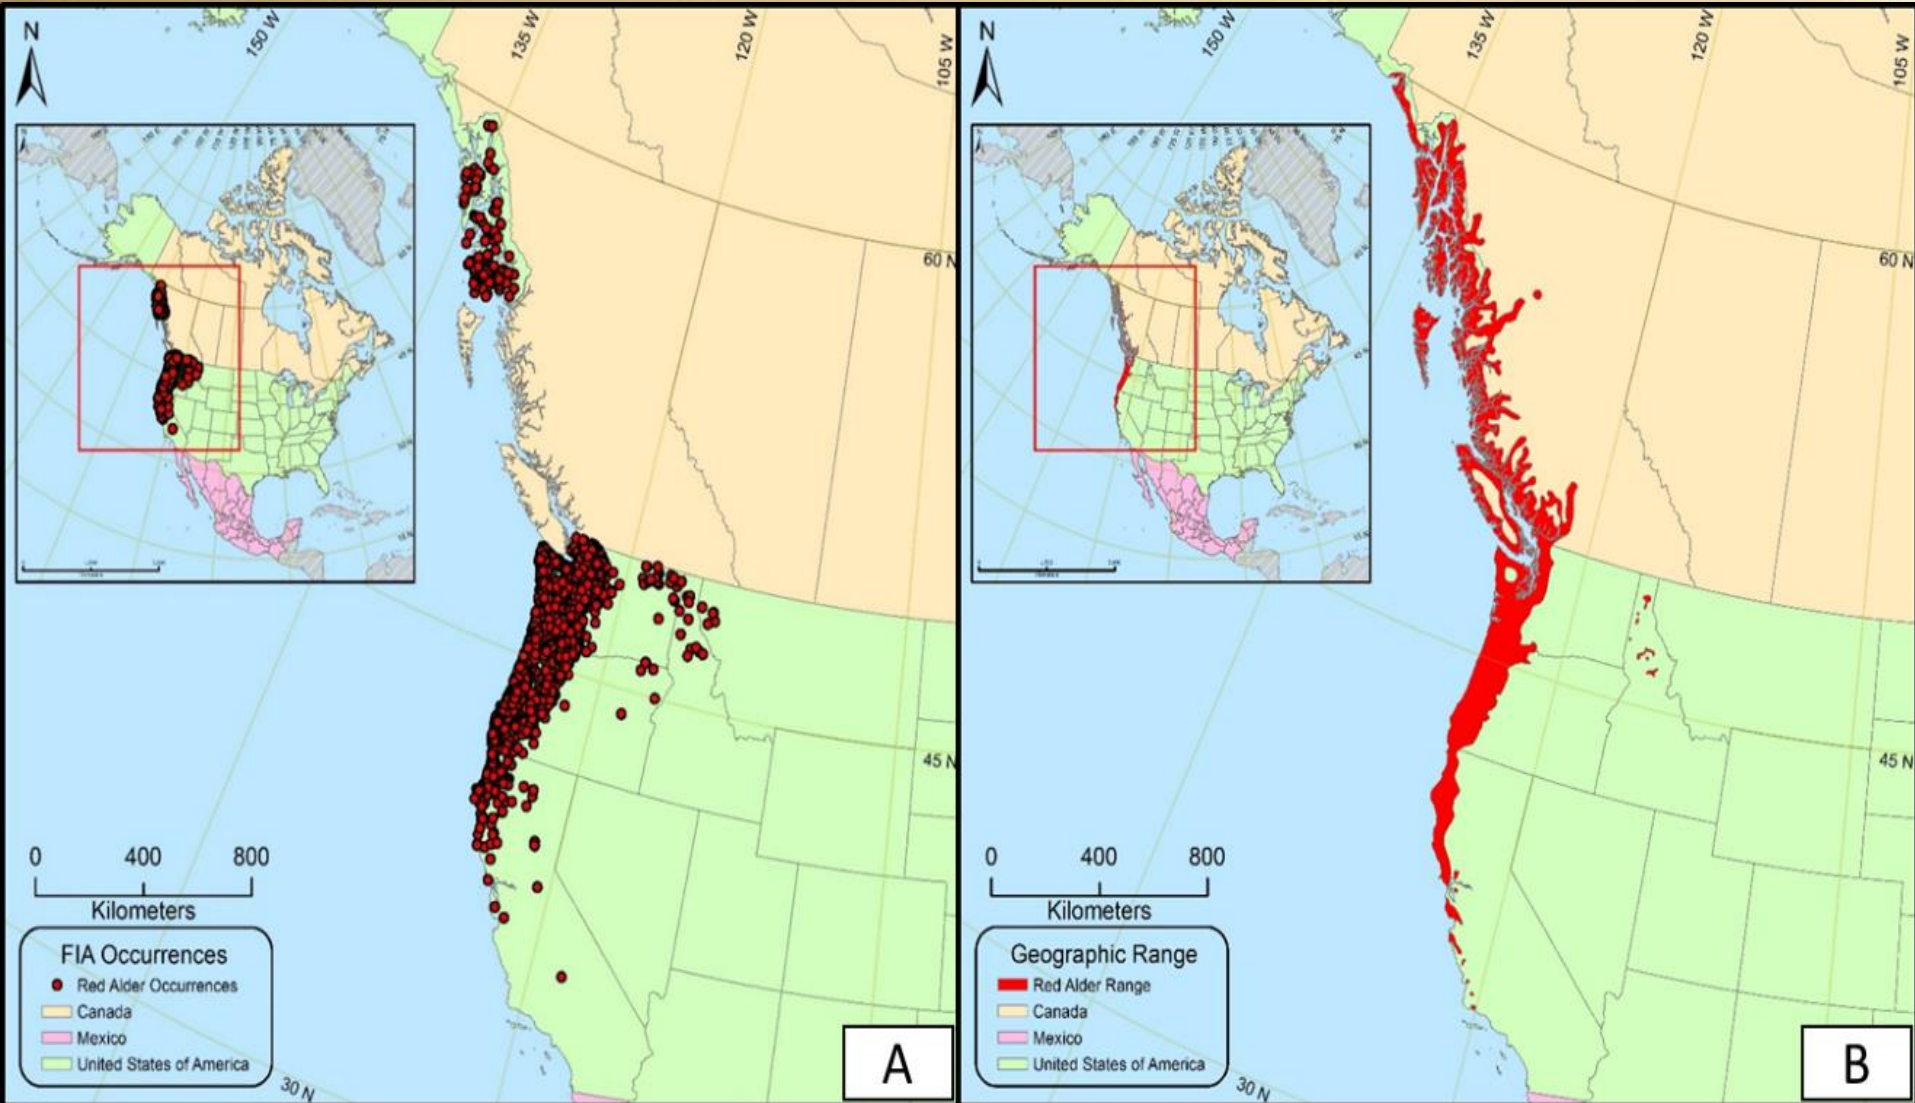 N
150 W
135 W
120 W
105 W
60 N
45 N
30 N
0 400 800
Kilometers
FIA Occurrences
Red Alder Occurrences
Canada
Mexico
United States of America
A
N
150 W
135 W
120 W
105 W
60 N
45 N
30 N
0 400 800
Kilometers
Geographic Range
Red Alder Range
Canada
Mexico
United States of America
B